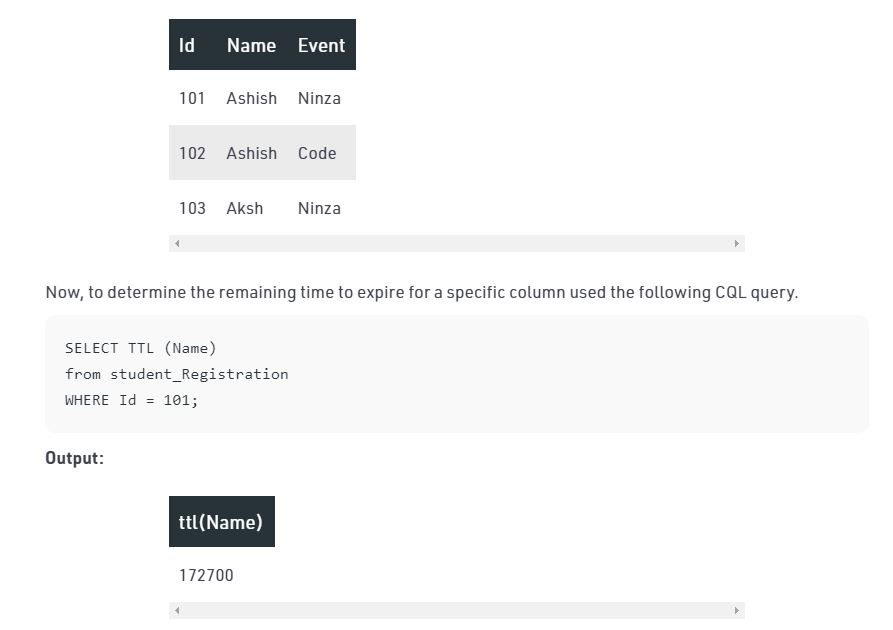 Id Name Event
101 Ashish Ninza
102 Ashish Code
103 Aksh Ninza
Now, to determine the remaining time to expire for a specific column used the following CQL query.
SELECT TTL (Name)
from student_Registration
WHERE Id = 101;
Output:
ttl(Name)
172700